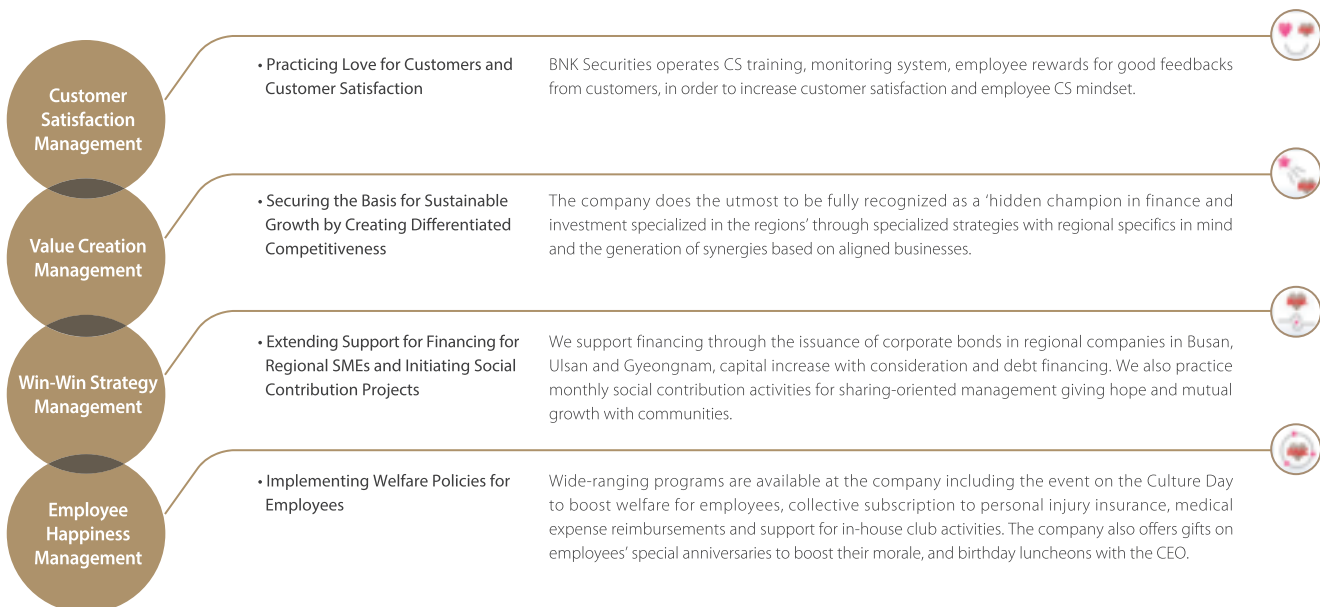 Customer
Satisfaction
Management
• Practicing Love for Customers and
Customer Satisfaction
BNK Securities operates CS training, monitoring system, employee rewards for good feedbacks
from customers, in order to increase customer satisfaction and employee CS mindset.
Value Creation
Management
• Securing the Basis for Sustainable
Growth by Creating Differentiated
Competitiveness
The company does the utmost to be fully recognized as a ‘hidden champion in finance and
investment specialized in the regions’ through specialized strategies with regional specifics in mind
and the generation of synergies based on aligned businesses.
Win-Win Strategy
Management
• Extending Support for Financing for
Regional SMEs and Initiating Social
Contribution Projects
We support financing through the issuance of corporate bonds in regional companies in Busan,
Ulsan and Gyeongnam, capital increase with consideration and debt financing. We also practice
monthly social contribution activities for sharing-oriented management giving hope and mutual
growth with communities.
Employee
Happiness
Management
• Implementing Welfare Policies for
Employees
Wide-ranging programs are available at the company including the event on the Culture Day
to boost welfare for employees, collective subscription to personal injury insurance, medical
expense reimbursements and support for in-house club activities. The company also offers gifts on
employees’ special anniversaries to boost their morale, and birthday luncheons with the CEO.